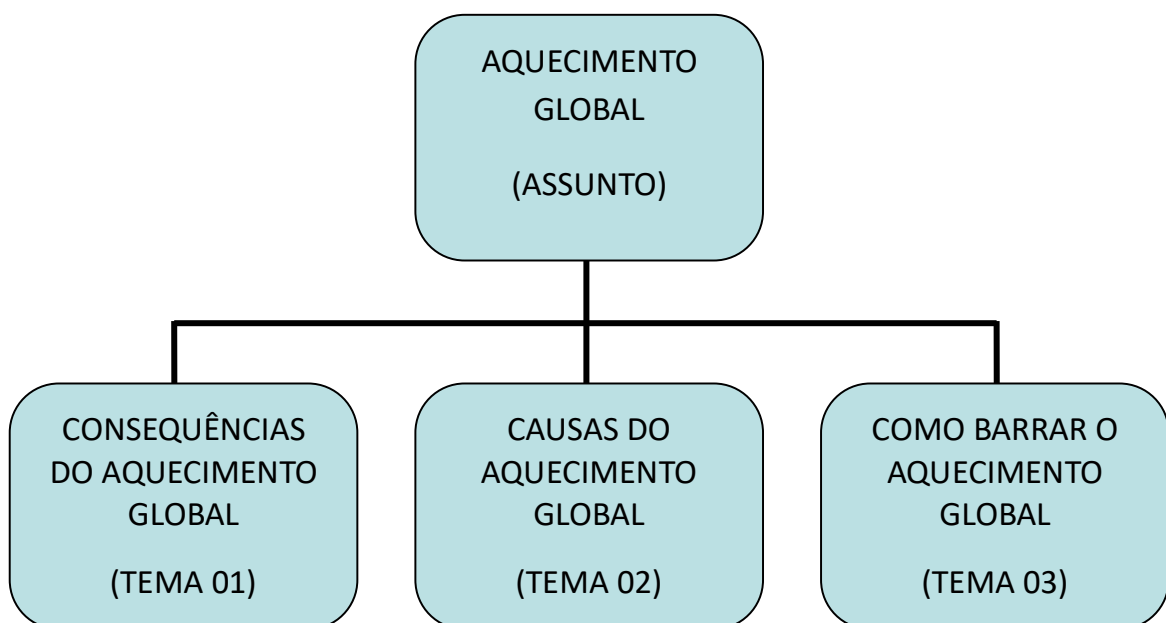 AQUECIMENTO
GLOBAL
(ASSUNTO)
CONSEQUÊNCIAS
DO AQUECIMENTO
GLOBAL
(TEMA 01)
CAUSAS DO
AQUECIMENTO
GLOBAL
(TEMA 02)
COMO BARRAR O
AQUECIMENTO
GLOBAL
(TEMA 03)